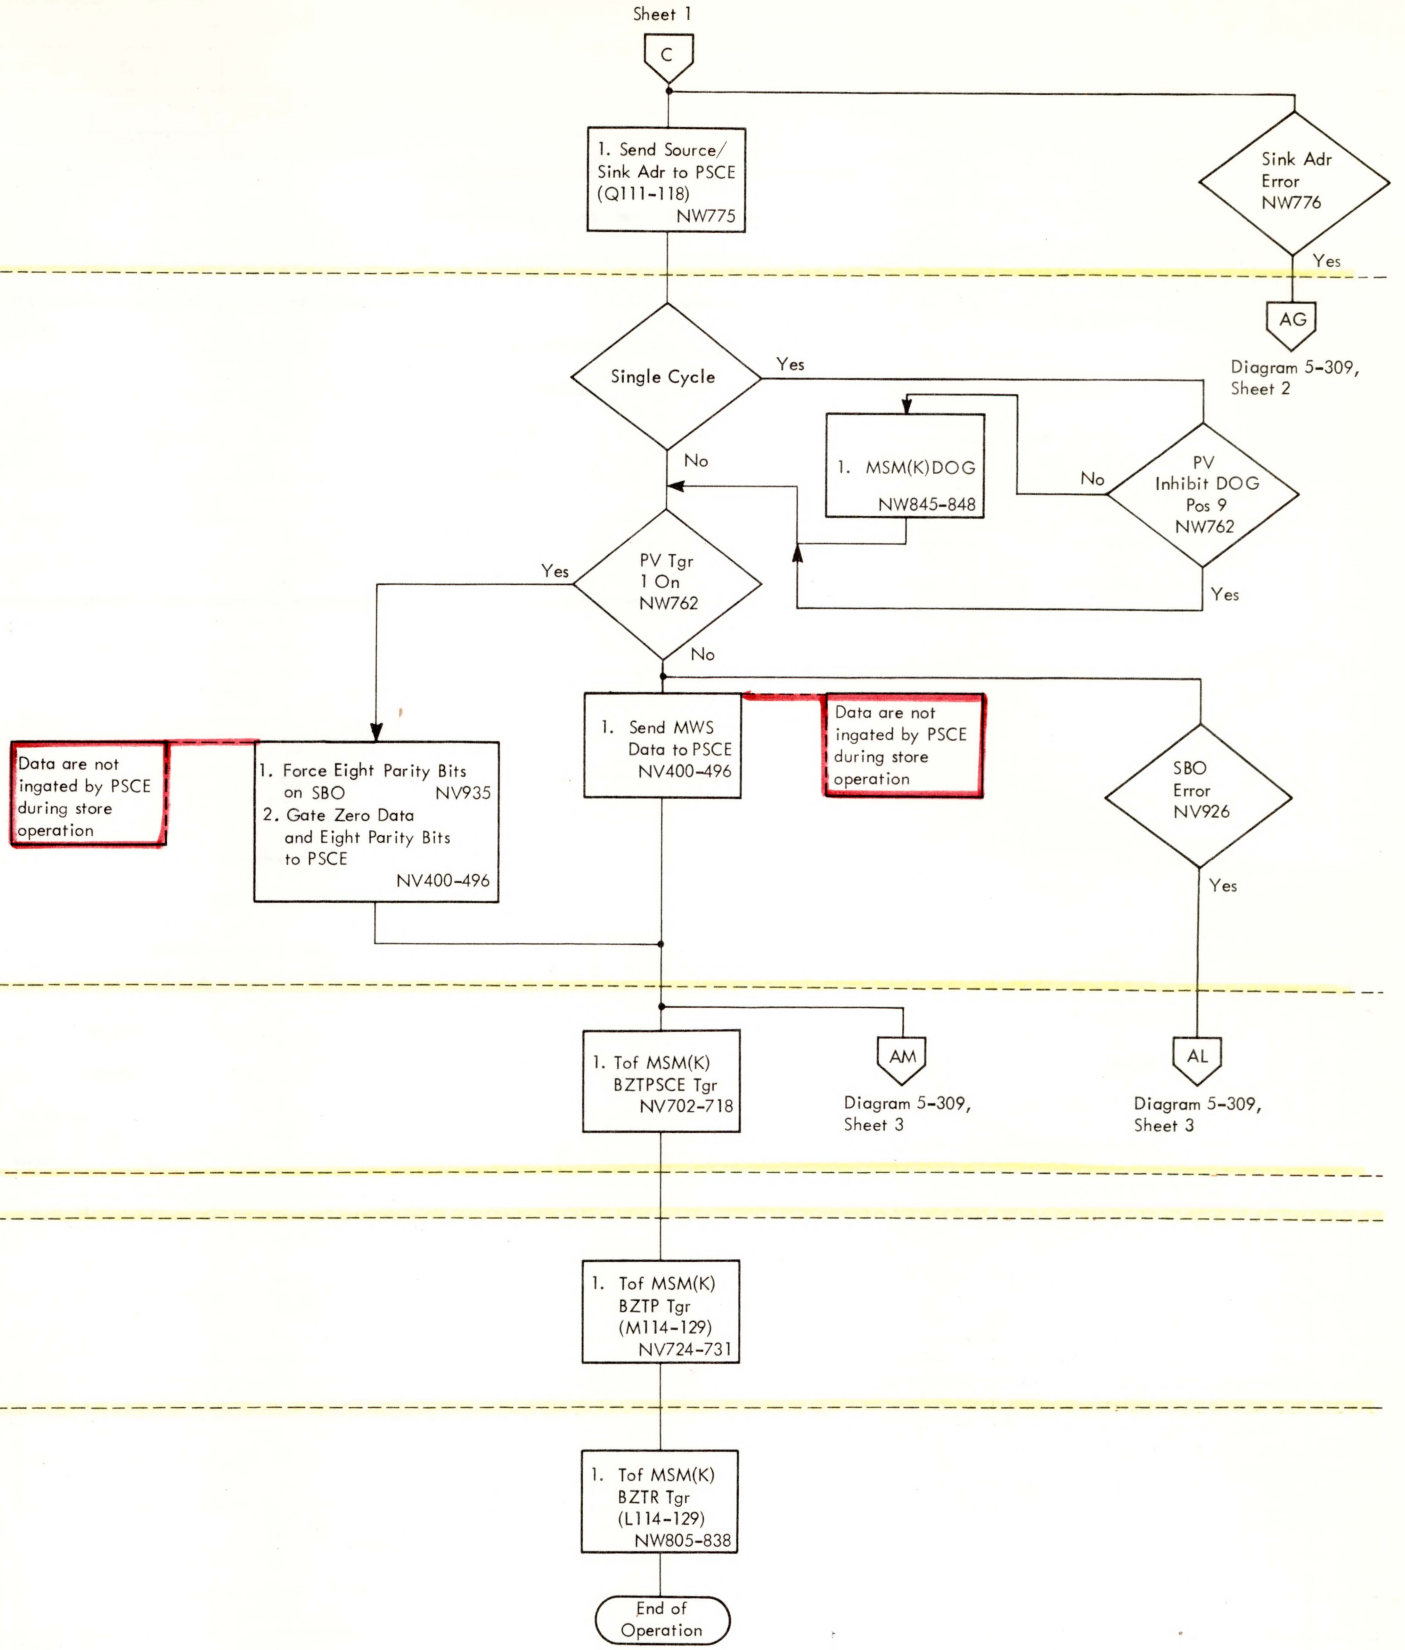 Sheet 1
C
1. Send Source/
Sink Adr to PSCE
(Q111-118)
NW775
Sink Adr
Error
NW776
Yes
AG
Diagram 5-309,
Sheet 2
Single Cycle
Yes
No
1. MSM(K)DOG
NW845-848
PV
Inhibit DOG
Pos 9
NW762
No
Yes
PV Tgr
1 On
NW762
Yes
No
Data are not
ingated by PSCE
during store
operation
1. Force Eight Parity Bits
on SBO NV935
2. Gate Zero Data
and Eight Parity Bits
to PSCE
NV400-496
1. Send MWS
Data to PSCE
NV400-496
Data are not
ingated by PSCE
during store
operation
SBO
Error
NV926
Yes
1. Tof MSM(K)
BZTPSCE Tgr
NV702-718
AM
Diagram 5-309,
Sheet 3
AL
Diagram 5-309,
Sheet 3
1. Tof MSM(K)
BZTP Tgr
(M114-129)
NV724-731
1. Tof MSM(K)
BZTR Tgr
(L114-129)
NW805-838
End of
Operation